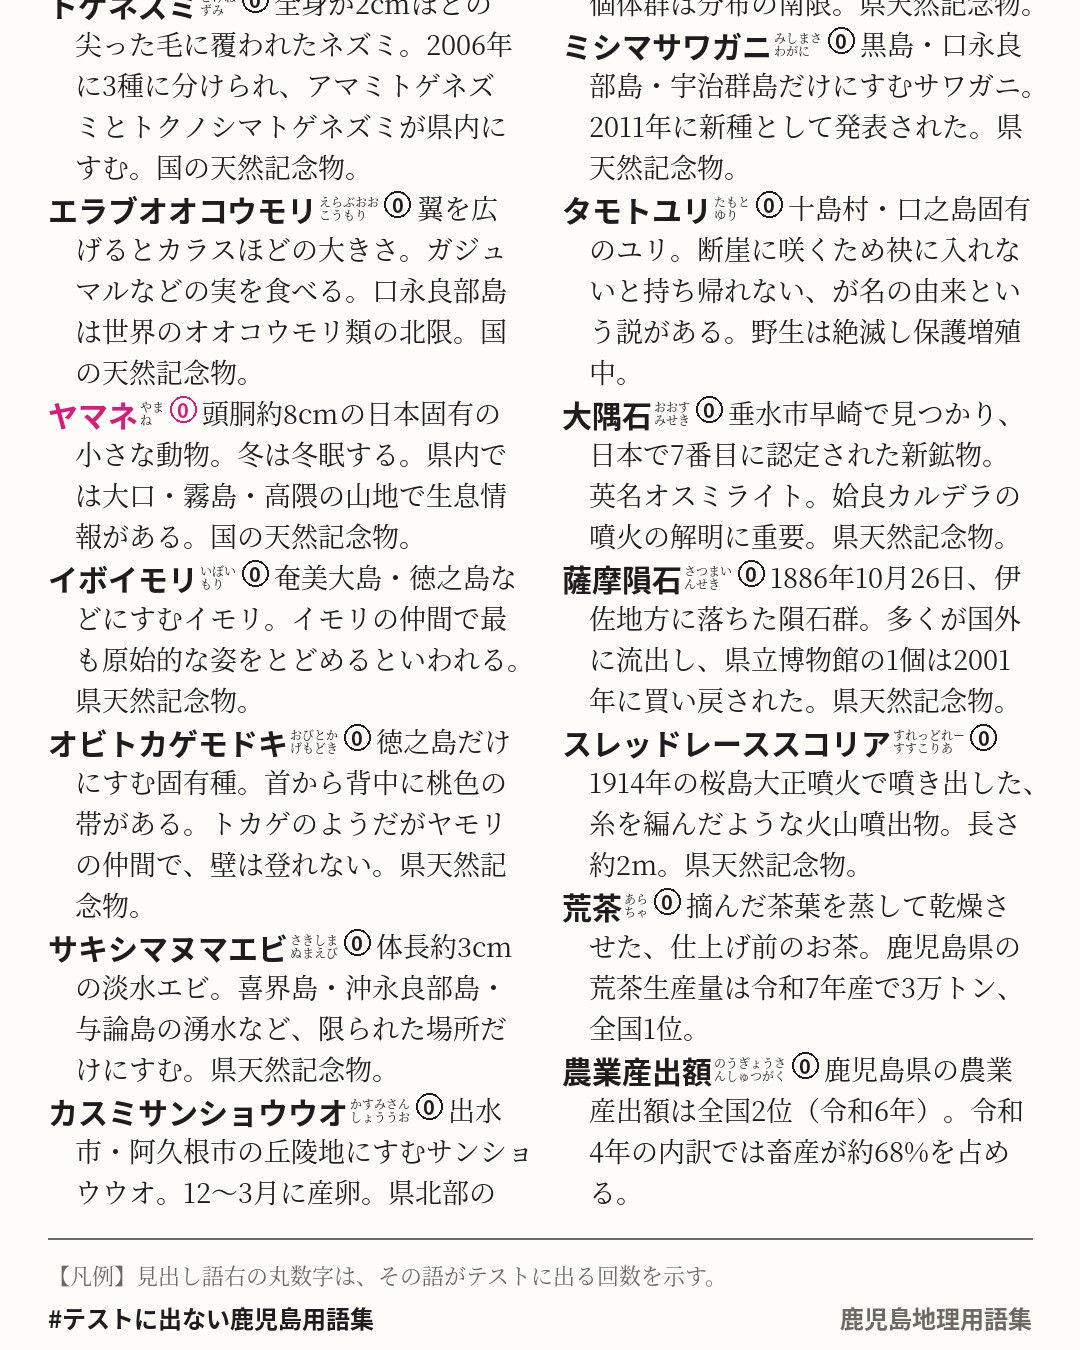 トゲネズミ 0 全身が2cmほどの
尖った毛に覆われたネズミ。2006年
に3種に分けられ、アマミトゲネズ
ミとトクノシマトゲネズミが県内に
すむ。国の天然記念物。
エラブオオコウモリ えらぶおおこうもり 0 翼を広
げるとカラスほどの大きさ。ガジュ
マルなどの実を食べる。口永良部島
は世界のオオコウモリ類の北限。国
の天然記念物。
ヤマネ やまね 0 頭胴約8cmの日本固有の
小さな動物。冬は冬眠する。県内で
は大口・霧島・高隈の山地で生息情
報がある。国の天然記念物。
イボイモリ いぼいもり 0 奄美大島・徳之島な
どにすむイモリ。イモリの仲間で最
も原始的な姿をとどめるといわれる。
県天然記念物。
オビトカゲモドキ おびとかげもどき 0 徳之島だけ
にすむ固有種。首から背中に桃色の
帯がある。トカゲのようだがヤモリ
の仲間で、壁は登れない。県天然記
念物。
サキシマヌマエビ さきしまぬまえび 0 体長約3cm
の淡水エビ。喜界島・沖永良部島・
与論島の湧水など、限られた場所だ
けにすむ。県天然記念物。
カスミサンショウウオ かすみさんしょううお 0 出水
市・阿久根市の丘陵地にすむサンショ
ウウオ。12〜3月に産卵。県北部の
個体群は分布の南限。県天然記念物。
ミシマサワガニ みしまさわがに 0 黒島・口永良
部島・宇治群島だけにすむサワガニ。
2011年に新種として発表された。県
天然記念物。
タモトユリ たもとゆり 0 十島村・口之島固有
のユリ。断崖に咲くため袂に入れな
いと持ち帰れない、が名の由来とい
う説がある。野生は絶滅し保護増殖
中。
大隅石 おおすみせき 0 垂水市早崎で見つかり、
日本で7番目に認定された新鉱物。
英名オスミライト。姶良カルデラの
噴火の解明に重要。県天然記念物。
薩摩隕石 さつまいんせき 0 1886年10月26日、伊
佐地方に落ちた隕石群。多くが国外
に流出し、県立博物館の1個は2001
年に買い戻された。県天然記念物。
スレッドレーススコリア すれっどれーすすこりあ 0
1914年の桜島大正噴火で噴き出した、
糸を編んだような火山噴出物。長さ
約2m。県天然記念物。
荒茶 あらちゃ 0 摘んだ茶葉を蒸して乾燥さ
せた、仕上げ前のお茶。鹿児島県の
荒茶生産量は令和7年産で3万トン、
全国1位。
農業産出額 のうぎょうさんしゅつがく 0 鹿児島県の農業
産出額は全国2位（令和6年）。令和
4年の内訳では畜産が約68%を占め
る。
【凡例】見出し語右の丸数字は、その語がテストに出る回数を示す。
#テストに出ない鹿児島用語集
鹿児島地理用語集